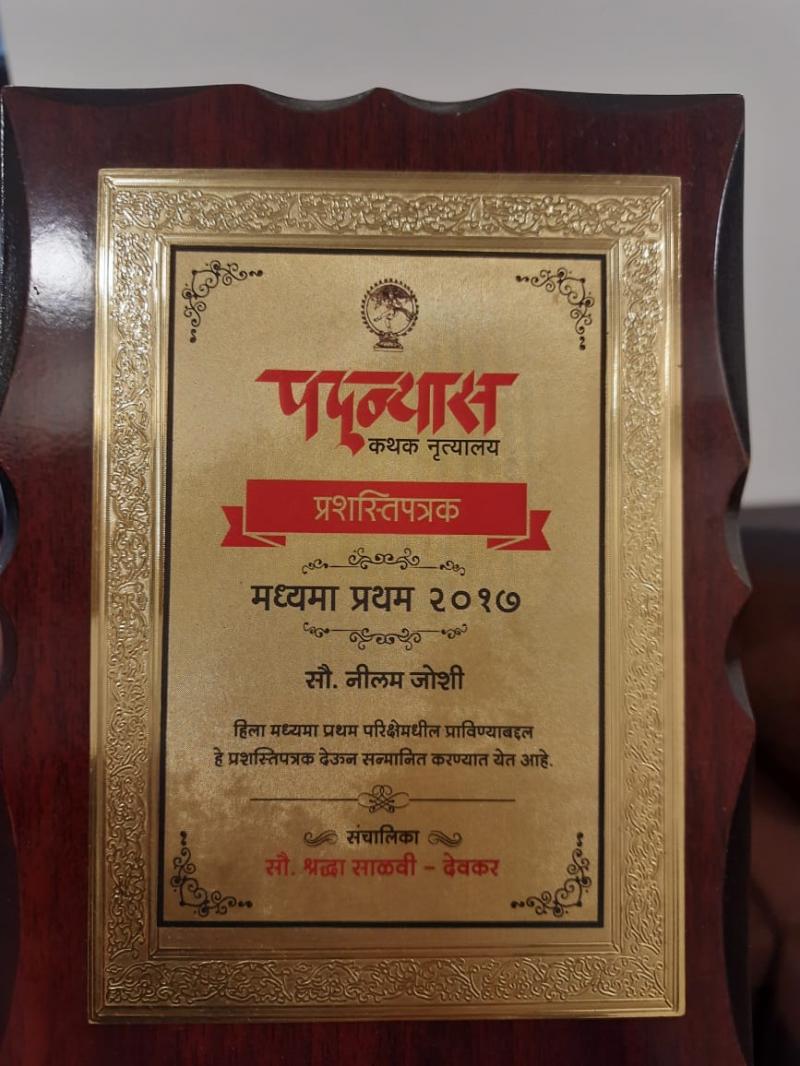 पदन्यास
कथक नृत्यालय
प्रशस्तिपत्रक
मध्यमा प्रथम २०१७
सौ. नीलम जोशी
हिला मध्यमा प्रथम परिक्षेमधील प्राविण्याबद्दल
हे प्रशस्तिपत्रक देऊन सन्मानित करण्यात येत आहे.
संचालिका
सौ. श्रद्धा साळवी - देवकर